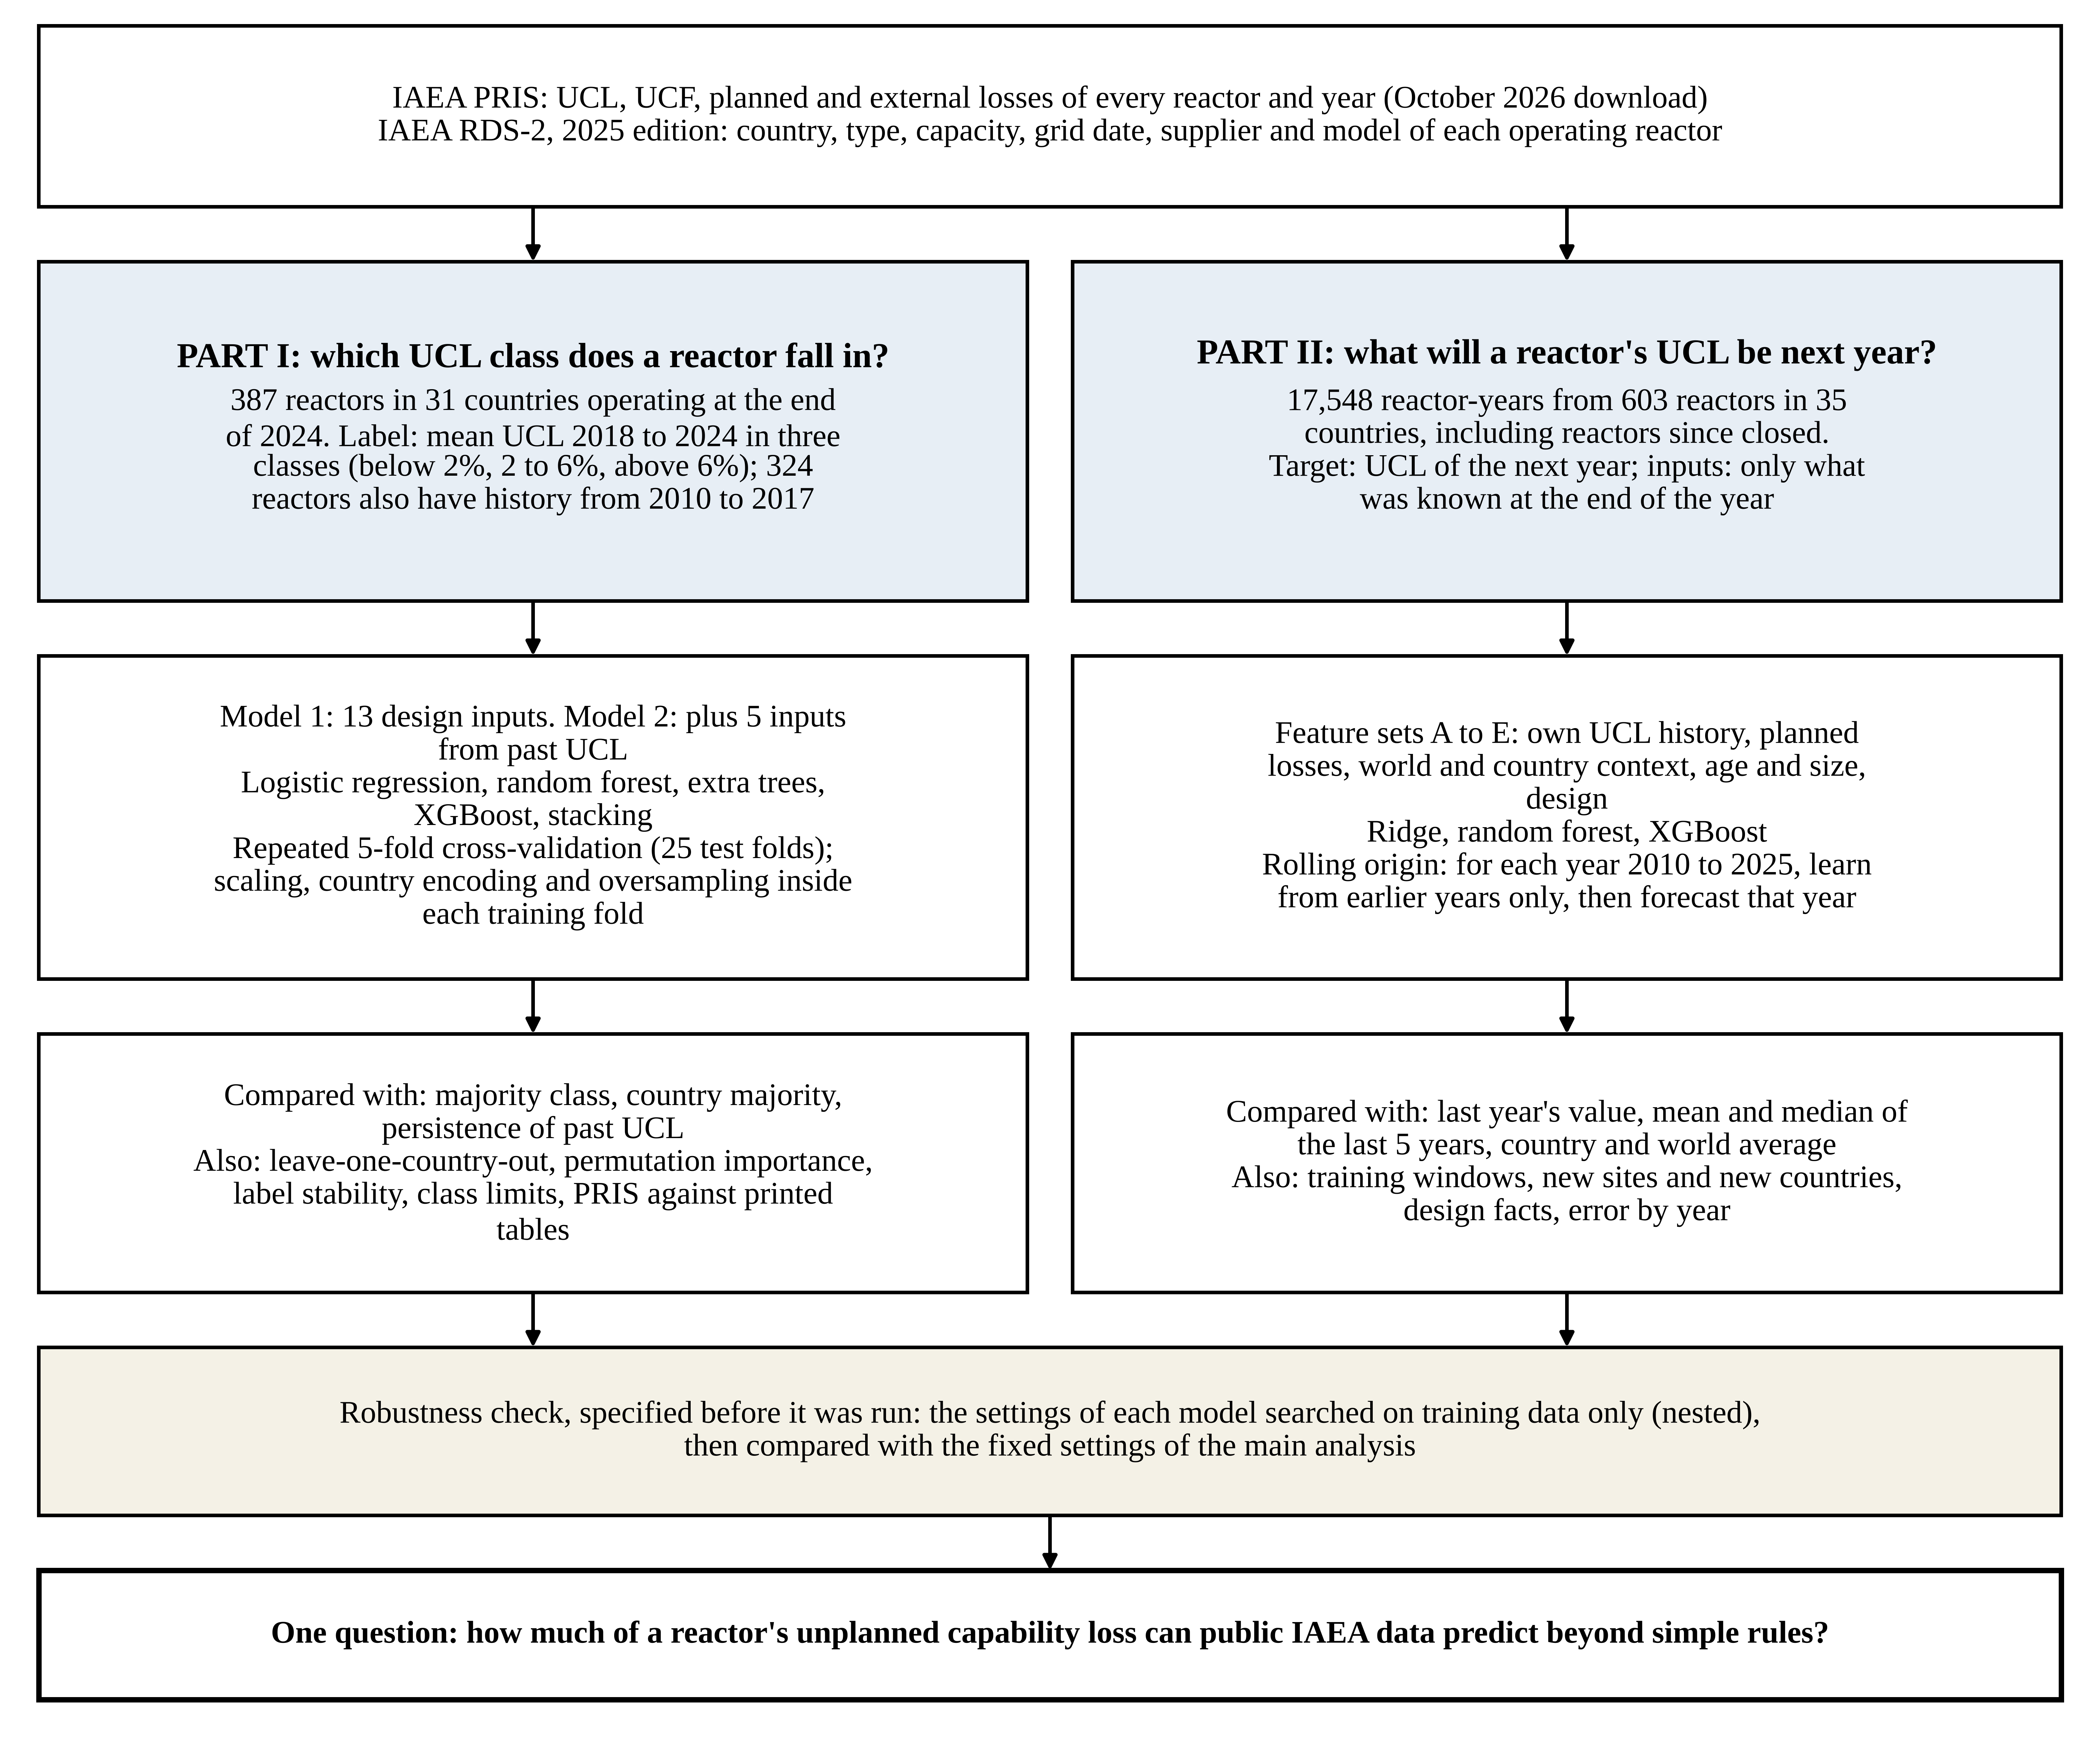 IAEA PRIS: UCL, UCF, planned and external losses of every reactor and year (October 2026 download)
IAEA RDS-2, 2025 edition: country, type, capacity, grid date, supplier and model of each operating reactor
PART I: which UCL class does a reactor fall in?
387 reactors in 31 countries operating at the end
of 2024. Label: mean UCL 2018 to 2024 in three
classes (below 2%, 2 to 6%, above 6%); 324
reactors also have history from 2010 to 2017
PART II: what will a reactor's UCL be next year?
17,548 reactor-years from 603 reactors in 35
countries, including reactors since closed.
Target: UCL of the next year; inputs: only what
was known at the end of the year
Model 1: 13 design inputs. Model 2: plus 5 inputs
from past UCL
Logistic regression, random forest, extra trees,
XGBoost, stacking
Repeated 5-fold cross-validation (25 test folds);
scaling, country encoding and oversampling inside
each training fold
Feature sets A to E: own UCL history, planned
losses, world and country context, age and size,
design
Ridge, random forest, XGBoost
Rolling origin: for each year 2010 to 2025, learn
from earlier years only, then forecast that year
Compared with: majority class, country majority,
persistence of past UCL
Also: leave-one-country-out, permutation importance,
label stability, class limits, PRIS against printed
tables
Compared with: last year's value, mean and median of
the last 5 years, country and world average
Also: training windows, new sites and new countries,
design facts, error by year
Robustness check, specified before it was run: the settings of each model searched on training data only (nested),
then compared with the fixed settings of the main analysis
One question: how much of a reactor's unplanned capability loss can public IAEA data predict beyond simple rules?